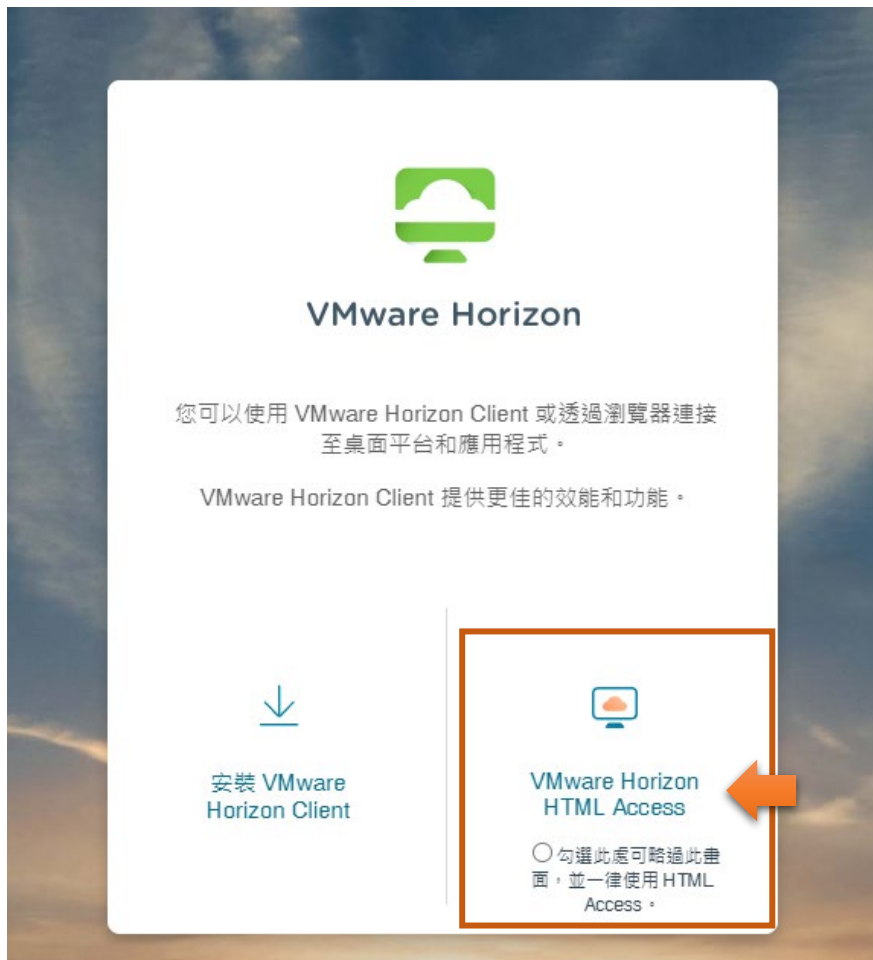 VMware Horizon
您可以使用 VMware Horizon Client 或透過瀏覽器連接
至桌面平台和應用程式。
VMware Horizon Client 提供更佳的效能和功能。
安裝 VMware
Horizon Client
VMware Horizon
HTML Access
勾選此處可略過此畫
面，並一律使用 HTML
Access。